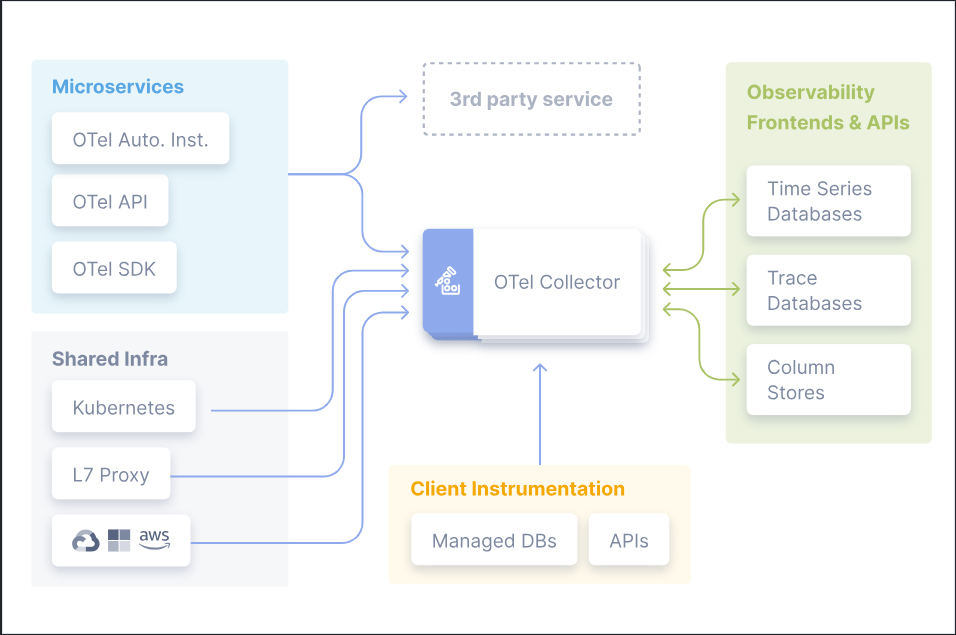 Microservices
OTel Auto. Inst.
OTel API
OTel SDK
Shared Infra
Kubernetes
L7 Proxy
aws
3rd party service
OTel Collector
Client Instrumentation
Managed DBs
APIs
Observability
Frontends & APIs
Time Series
Databases
Trace
Databases
Column
Stores